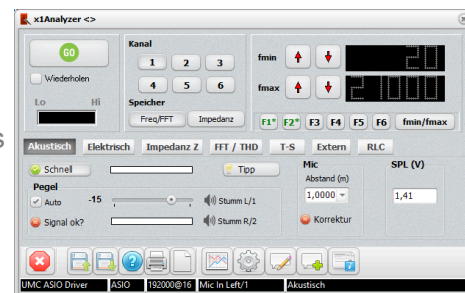 x1Analyzer <>
GO
Wiederholen
Lo Hi
Kanal
1 2 3
4 5 6
Speicher
Freq/FFT Impedanz
fmin 20
fmax 21000
F1* F2* F3 F4 F5 F6 fmin/fmax
Akustisch Elektrisch Impedanz Z FFT / THD T-S Extern RLC
Schnell Tipp
Pegel
Auto -15 Stumm L/1
Signal ok? Stumm R/2
Mic
Abstand (m)
1,0000
Korrektur
SPL (V)
1,41
UMC ASIO Driver ASIO 192000@16 Mic In Left/1 Akustisch
s